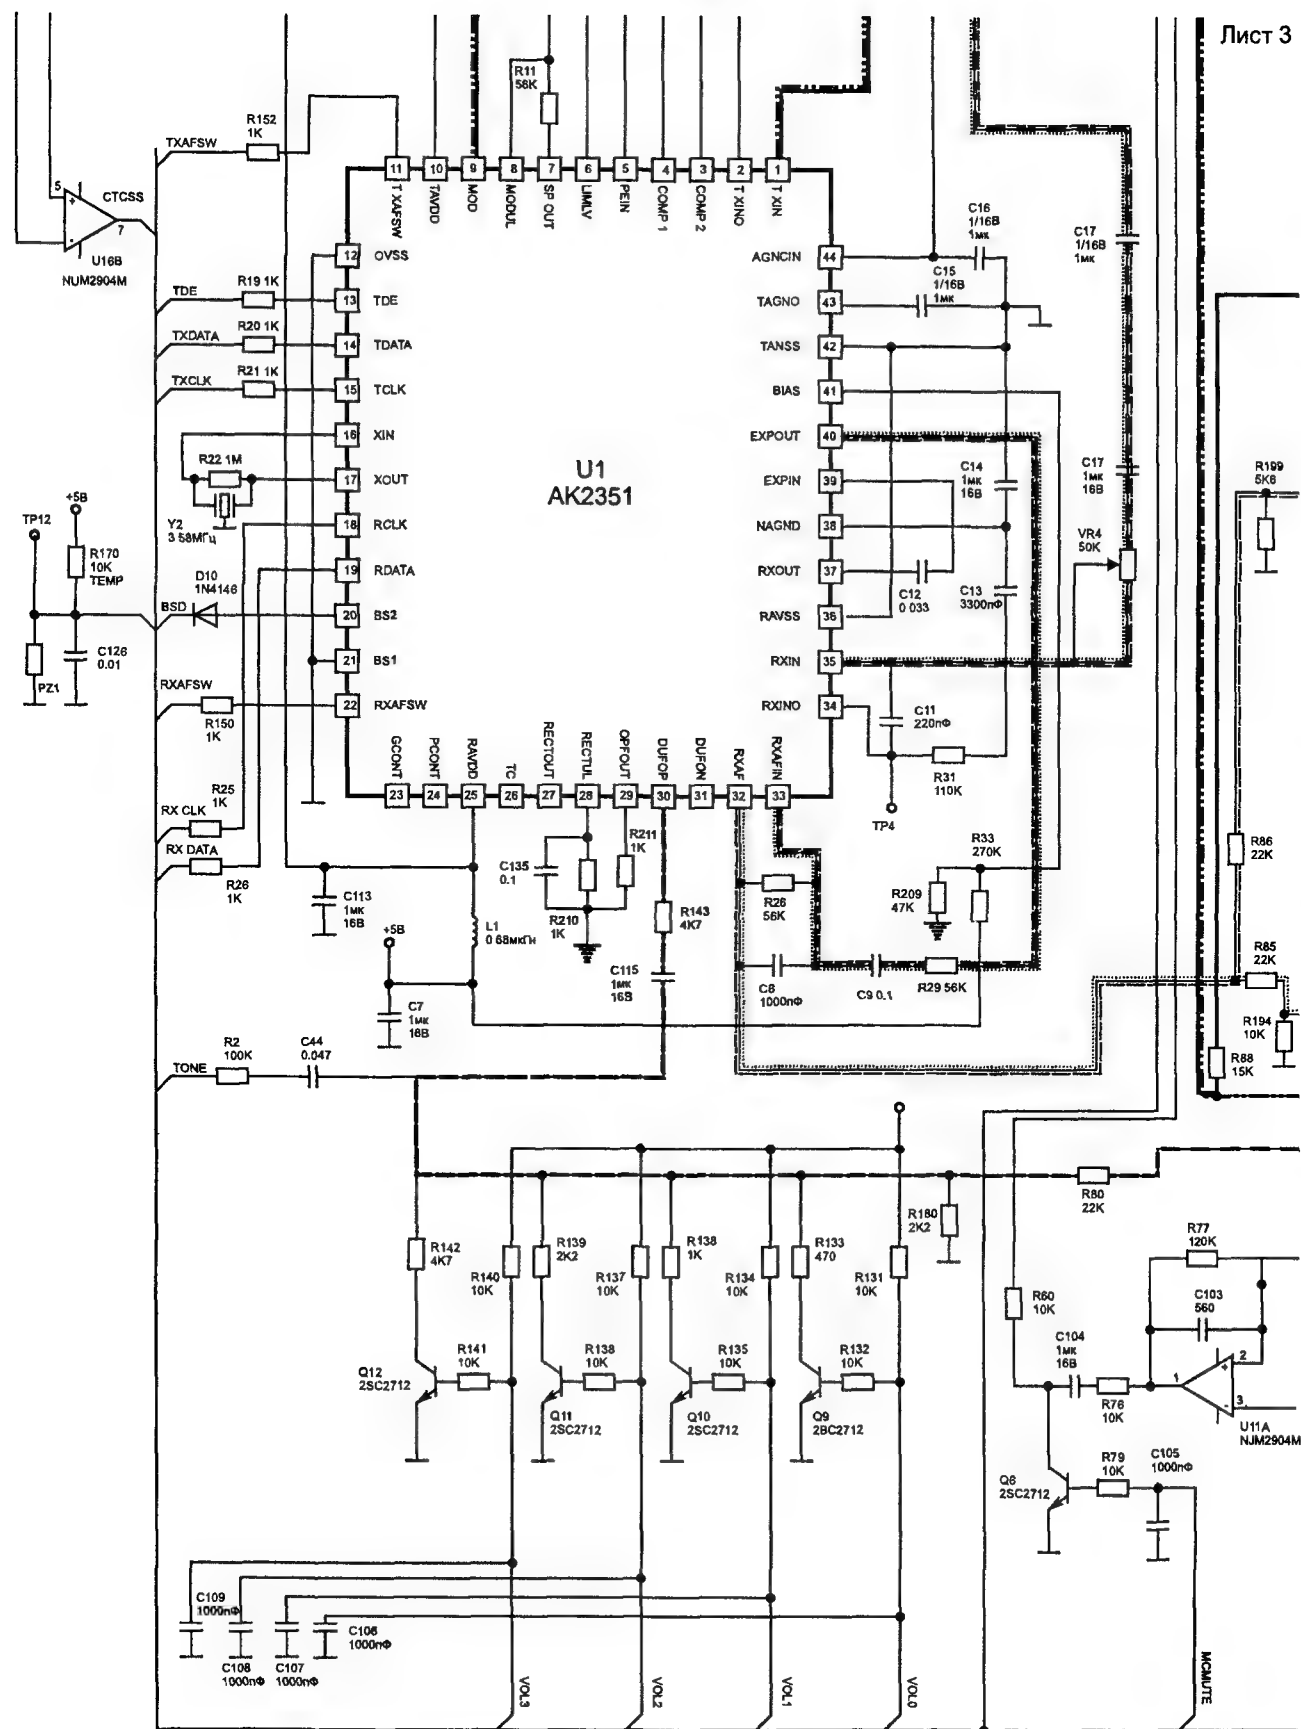 Лист 3
R11
56K
R152
1K
TXAFSW
11
10
9
8
7
6
5
4
3
2
1
TXAFSW
TAVDD
MOD
MODUL
SP OUT
LIMLV
PEIN
COMP 1
COMP 2
TXINO
TXIN
5
CTCSS
7
U16B
NUM2904M
C16
1/16В
1мк
C17
1/16В
1мк
C15
1/16В
1мк
12
OVSS
13
TDE
14
TDATA
15
TCLK
16
XIN
17
XOUT
18
RCLK
19
RDATA
20
BS2
21
BS1
22
RXAFSW
AGNCIN
44
TAGNO
43
TANSS
42
BIAS
41
EXPOUT
40
EXPIN
39
NAGND
38
RXOUT
37
RAVSS
36
RXIN
35
RXINO
34
TDE
R19 1K
TXDATA
R20 1K
TXCLK
R21 1K
R22 1M
Y2
3 58МГц
U1
AK2351
+5В
TP12
R170
10K
TEMP
D10
1N4146
BSD
C126
0.01
PZ1
RXAFSW
R150
1K
C14
1мк
16В
C17
1мк
16В
R199
5K6
VR4
50K
C12
0 033
C13
3300пФ
C11
220пФ
R31
110K
TP4
GCONT
PCONT
RAVDD
TC
RECTOUT
RECTUL
OPFOUT
DUFOP
DUFON
RXAF
RXAFIN
23
24
25
26
27
28
29
30
31
32
33
R25
1K
RX CLK
RX DATA
R26
1K
C113
1мк
16В
C135
0.1
R211
1K
R210
1K
R143
4K7
R26
56K
R33
270K
R209
47K
R86
22K
L1
0 68мкГн
+5В
C7
1мк
16В
C115
1мк
16В
C8
1000пФ
C9 0.1
R29 56K
R85
22K
R194
10K
R88
15K
TONE
R2
100K
C44
0.047
R80
22K
R142
4K7
R140
10K
R139
2K2
R137
10K
R138
1K
R134
10K
R133
470
R131
10K
R180
2K2
R77
120K
R60
10K
C103
560
C104
1мк
16В
R141
10K
R138
10K
R135
10K
R132
10K
Q12
2SC2712
Q11
2SC2712
Q10
2SC2712
Q9
2BC2712
1
2
3
R76
10K
U11A
NJM2904M
R79
10K
C105
1000пФ
Q6
2SC2712
C109
1000пФ
C108
1000пФ
C107
1000пФ
C106
1000пФ
VOL3
VOL2
VOL1
VOL0
MCMUTE